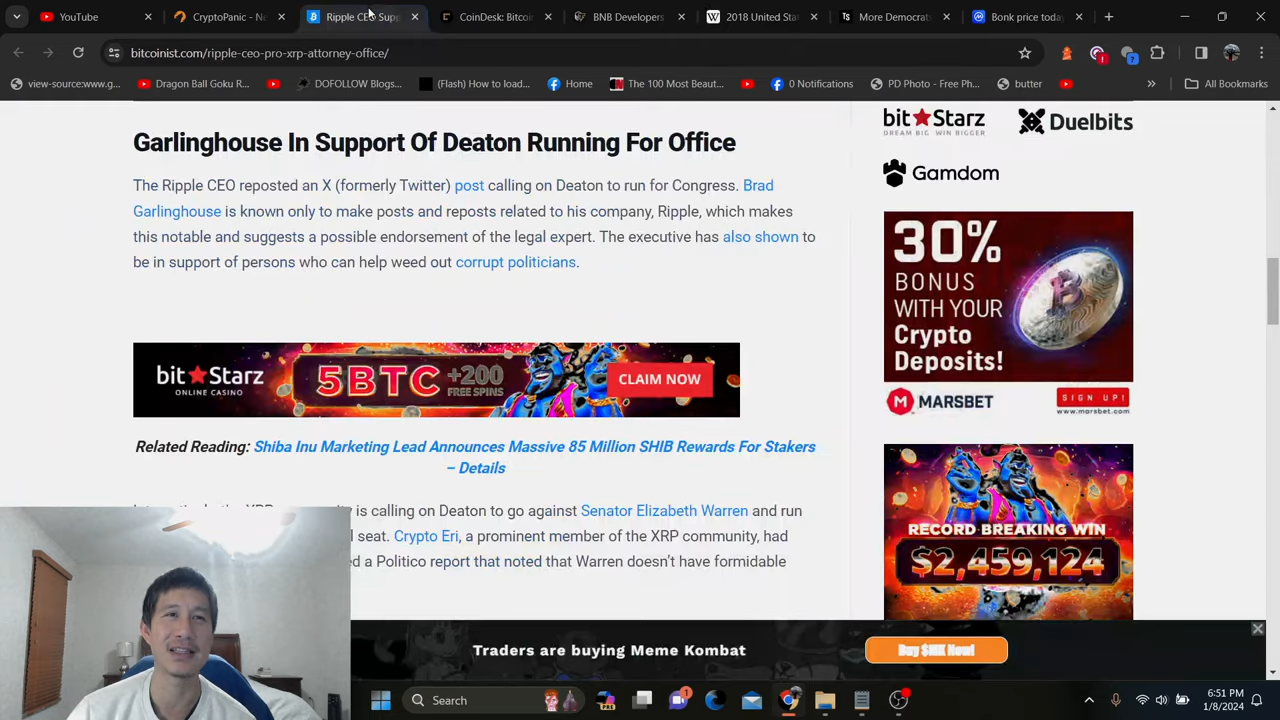 YouTube
CryptoPanic - Ne
Ripple CEO Supp
CoinDesk: Bitcoin
BNB Developers
2018 United Sta
More Democrat
Bonk price today
bitcoinist.com/ripple-ceo-pro-xrp-attorney-office/
view-source:www.g...
Dragon Ball Goku R...
DOFOLLOW Blogs...
(Flash) How to load...
Home
The 100 Most Beaut...
0 Notifications
PD Photo - Free Ph...
butter
All Bookmarks
Garlinghouse In Support Of Deaton Running For Office
The Ripple CEO reposted an X (formerly Twitter) post calling on Deaton to run for Congress. Brad
Garlinghouse is known only to make posts and reposts related to his company, Ripple, which makes
this notable and suggests a possible endorsement of the legal expert. The executive has also shown to
be in support of persons who can help weed out corrupt politicians.
bitStarz
ONLINE CASINO
5BTC +200
FREE SPINS
CLAIM NOW
Related Reading: Shiba Inu Marketing Lead Announces Massive 85 Million SHIB Rewards For Stakers
– Details
is calling on Deaton to go against Senator Elizabeth Warren and run
l seat. Crypto Eri, a prominent member of the XRP community, had
ed a Politico report that noted that Warren doesn't have formidable
bitStarz
DREAM BIG. WIN BIGGER
Duelbits
Gamdom
30%
BONUS
WITH YOUR
Crypto
Deposits!
MARSBET
SIGN UP!
www.marsbet.com
RECORD BREAKING WIN
$2,459,124
Traders are buying Meme Kombat
Buy $MK Now!
Search
1
6:51 PM
1/8/2024